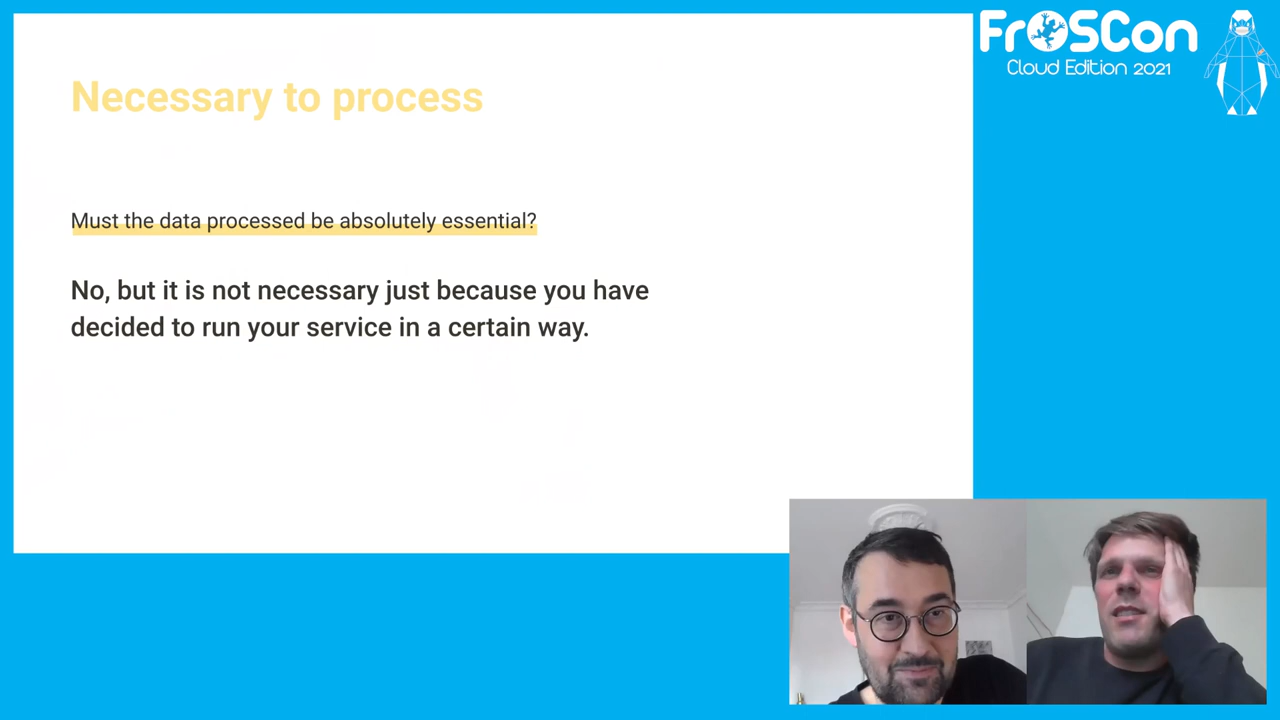 FrOSCon
Cloud Edition 2021
Necessary to process
Must the data processed be absolutely essential?
No, but it is not necessary just because you have
decided to run your service in a certain way.